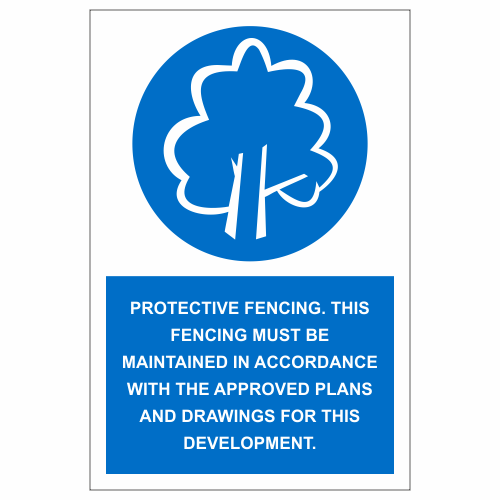 PROTECTIVE FENCING. THIS
FENCING MUST BE
MAINTAINED IN ACCORDANCE
WITH THE APPROVED PLANS
AND DRAWINGS FOR THIS
DEVELOPMENT.